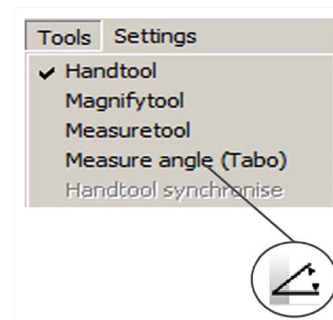 Tools Settings
Handtool
Magnifytool
Measuretool
Measure angle (Tabo)
Handtool synchronise